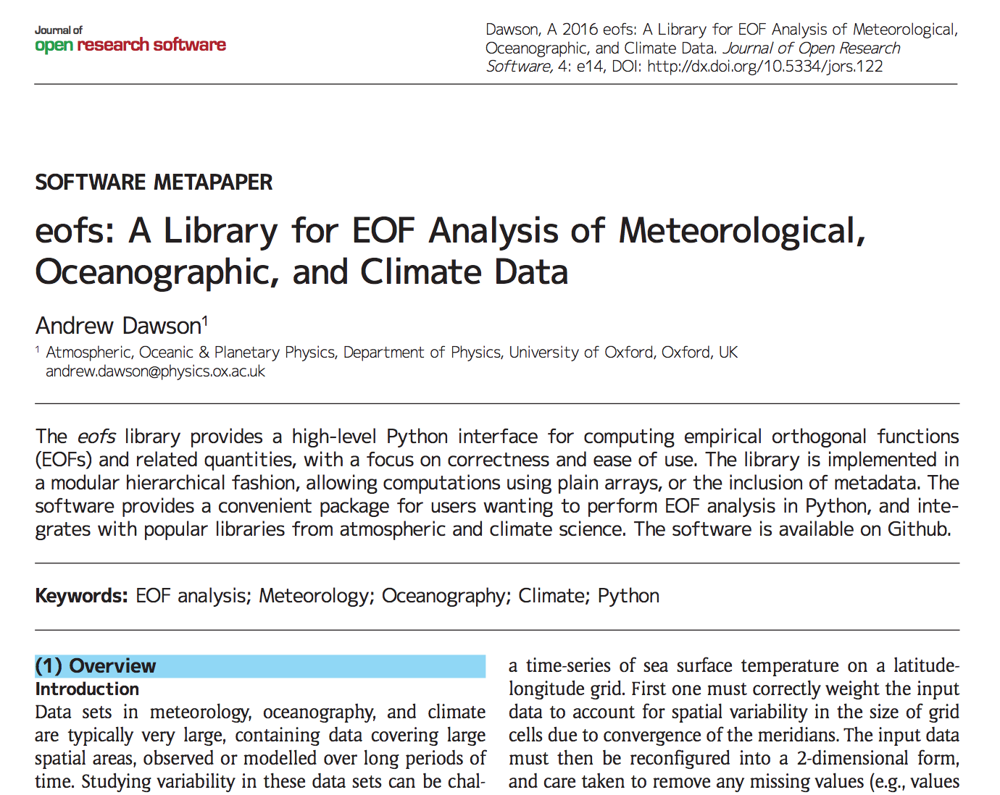 Journal of
open research software
Dawson, A 2016 eofs: A Library for EOF Analysis of Meteorological,
Oceanographic, and Climate Data. Journal of Open Research
Software, 4: e14, DOI: http://dx.doi.org/10.5334/jors.122
SOFTWARE METAPAPER
eofs: A Library for EOF Analysis of Meteorological,
Oceanographic, and Climate Data
Andrew Dawson¹
¹ Atmospheric, Oceanic & Planetary Physics, Department of Physics, University of Oxford, Oxford, UK
andrew.dawson@physics.ox.ac.uk
The eofs library provides a high-level Python interface for computing empirical orthogonal functions
(EOFs) and related quantities, with a focus on correctness and ease of use. The library is implemented in
a modular hierarchical fashion, allowing computations using plain arrays, or the inclusion of metadata. The
software provides a convenient package for users wanting to perform EOF analysis in Python, and inte-
grates with popular libraries from atmospheric and climate science. The software is available on Github.
Keywords: EOF analysis; Meteorology; Oceanography; Climate; Python
(1) Overview
Introduction
Data sets in meteorology, oceanography, and climate
are typically very large, containing data covering large
spatial areas, observed or modelled over long periods of
time. Studying variability in these data sets can be chal-
a time-series of sea surface temperature on a latitude-
longitude grid. First one must correctly weight the input
data to account for spatial variability in the size of grid
cells due to convergence of the meridians. The input data
must then be reconfigured into a 2-dimensional form,
and care taken to remove any missing values (e.g., values